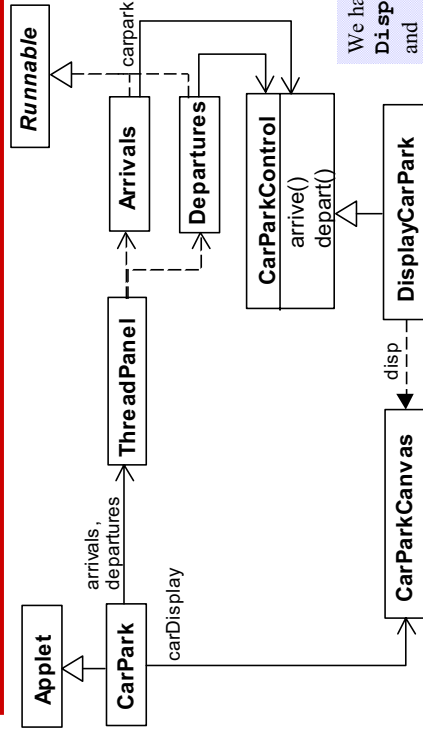 Applet
Runnable
CarPark
arrivals,
departures
ThreadPanel
Arrivals
carpark
Departures
carDisplay
CarParkControl
arrive()
depart()
CarParkCanvas
disp
DisplayCarPark
We ha
Disp
and